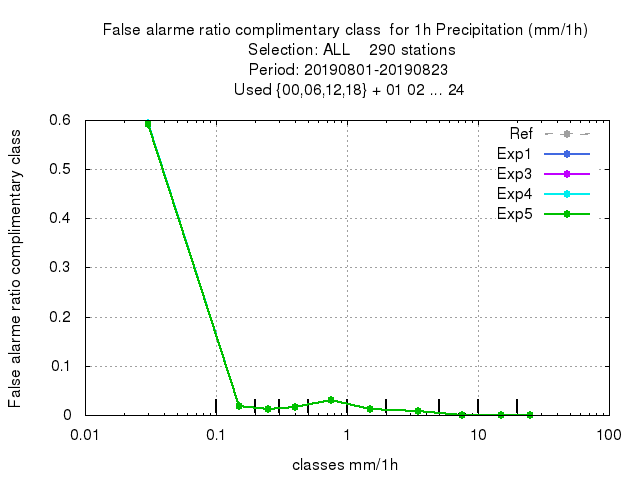 False alarme ratio complimentary class  for 1h Precipitation (mm/1h)
Selection: ALL    290 stations
Period: 20190801-20190823
Used {00,06,12,18} + 01 02 ... 24
False alarme ratio complimentary class
0.6
0.5
0.4
0.3
0.2
0.1
0
Ref
Exp1
Exp3
Exp4
Exp5
0.01
0.1
1
10
100
classes mm/1h